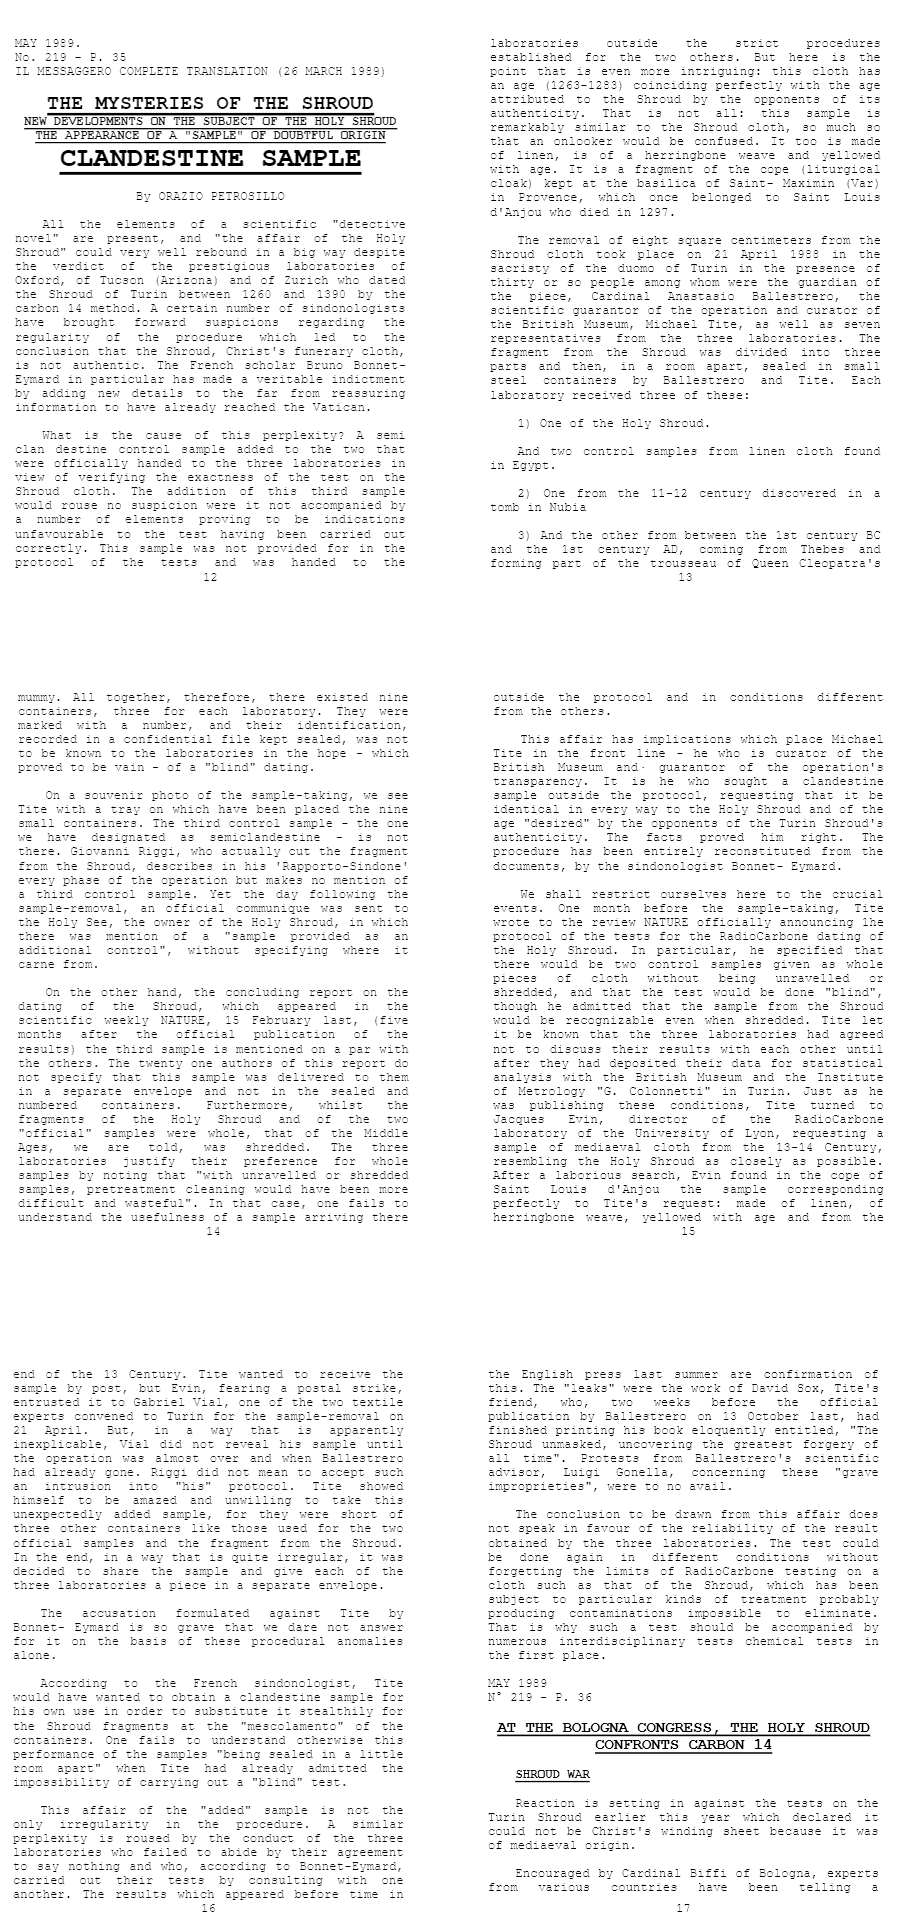 MAY 1989.
No. 219 - P. 35
IL MESSAGGERO COMPLETE TRANSLATION (26 MARCH 1989)
THE MYSTERIES OF THE SHROUD
NEW DEVELOPMENTS ON THE SUBJECT OF THE HOLY SHROUD
THE APPEARANCE OF A "SAMPLE" OF DOUBTFUL ORIGIN
CLANDESTINE SAMPLE
By ORAZIO PETROSILLO
All the elements of a scientific "detective
novel" are present, and "the affair of the Holy
Shroud" could very well rebound in a big way despite
the verdict of the prestigious laboratories of
Oxford, of Tucson (Arizona) and of Zurich who dated
the Shroud of Turin between 1260 and 1390 by the
carbon 14 method. A certain number of sindonologists
have brought forward suspicions regarding the
regularity of the procedure which led to the
conclusion that the Shroud, Christ's funerary cloth,
is not authentic. The French scholar Bruno Bonnet-
Eymard in particular has made a veritable indictment
by adding new details to the far from reassuring
information to have already reached the Vatican.
What is the cause of this perplexity? A semi
clan destine control sample added to the two that
were officially handed to the three laboratories in
view of verifying the exactness of the test on the
Shroud cloth. The addition of this third sample
would rouse no suspicion were it not accompanied by
a number of elements proving to be indications
unfavourable to the test having been carried out
correctly. This sample was not provided for in the
protocol of the tests and was handed to the
12
laboratories outside the strict procedures
established for the two others. But here is the
point that is even more intriguing: this cloth has
an age (1263-1283) coinciding perfectly with the age
attributed to the Shroud by the opponents of its
authenticity. That is not all: this sample is
remarkably similar to the Shroud cloth, so much so
that an onlooker would be confused. It too is made
of linen, is of a herringbone weave and yellowed
with age. It is a fragment of the cope (liturgical
cloak) kept at the basilica of Saint- Maximin (Var)
in Provence, which once belonged to Saint Louis
d'Anjou who died in 1297.
The removal of eight square centimeters from the
Shroud cloth took place on 21 April 1988 in the
sacristy of the duomo of Turin in the presence of
thirty or so people among whom were the guardian of
the piece, Cardinal Anastasio Ballestrero, the
scientific guarantor of the operation and curator of
the British Museum, Michael Tite, as well as seven
representatives from the three laboratories. The
fragment from the Shroud was divided into three
parts and then, in a room apart, sealed in small
steel containers by Ballestrero and Tite. Each
laboratory received three of these:
1) One of the Holy Shroud.
And two control samples from linen cloth found
in Egypt.
2) One from the 11-12 century discovered in a
tomb in Nubia
3) And the other from between the 1st century BC
and the 1st century AD, coming from Thebes and
forming part of the trousseau of Queen Cleopatra's
13
mummy. All together, therefore, there existed nine
containers, three for each laboratory. They were
marked with a number, and their identification,
recorded in a confidential file kept sealed, was not
to be known to the laboratories in the hope - which
proved to be vain - of a "blind" dating.
On a souvenir photo of the sample-taking, we see
Tite with a tray on which have been placed the nine
small containers. The third control sample - the one
we have designated as semiclandestine - is not
there. Giovanni Riggi, who actually cut the fragment
from the Shroud, describes in his 'Rapporto-Sindone'
every phase of the operation but makes no mention of
a third control sample. Yet the day following the
sample-removal, an official communique was sent to
the Holy See, the owner of the Holy Shroud, in which
there was mention of a "sample provided as an
additional control", without specifying where it
carne from.
On the other hand, the concluding report on the
dating of the Shroud, which appeared in the
scientific weekly NATURE, 15 February last, (five
months after the official publication of the
results) the third sample is mentioned on a par with
the others. The twenty one authors of this report do
not specify that this sample was delivered to them
in a separate envelope and not in the sealed and
numbered containers. Furthermore, whilst the
fragments of the Holy Shroud and of the two
"official" samples were whole, that of the Middle
Ages, we are told, was shredded. The three
laboratories justify their preference for whole
samples by noting that "with unravelled or shredded
samples, pretreatment cleaning would have been more
difficult and wasteful". In that case, one fails to
understand the usefulness of a sample arriving there
14
outside the protocol and in conditions different
from the others.
This affair has implications which place Michael
Tite in the front line - he who is curator of the
British Museum and· guarantor of the operation's
transparency. It is he who sought a clandestine
sample outside the protocol, requesting that it be
identical in every way to the Holy Shroud and of the
age "desired" by the opponents of the Turin Shroud's
authenticity. The facts proved him right. The
procedure has been entirely reconstituted from the
documents, by the sindonologist Bonnet- Eymard.
We shall restrict ourselves here to the crucial
events. One month before the sample-taking, Tite
wrote to the review NATURE officially announcing 1he
protocol of the tests for the RadioCarbone dating of
the Holy Shroud. In particular, he specified that
there would be two control samples given as whole
pieces of cloth without being unravelled or
shredded, and that the test would be done "blind",
though he admitted that the sample from the Shroud
would be recognizable even when shredded. Tite let
it be known that the three laboratories had agreed
not to discuss their results with each other until
after they had deposited their data for statistical
analysis with the British Museum and the Institute
of Metrology "G. Colonnetti" in Turin. Just as he
was publishing these conditions, Tite turned to
Jacques Evin, director of the RadioCarbone
laboratory of the University of Lyon, requesting a
sample of mediaeval cloth from the 13-14 Century,
resembling the Holy Shroud as closely as possible.
After a laborious search, Evin found in the cope of
Saint Louis d'Anjou the sample corresponding
perfectly to Tite's request: made of linen, of
herringbone weave, yellowed with age and from the
15
end of the 13 Century. Tite wanted to receive the
sample by post, but Evin, fearing a postal strike,
entrusted it to Gabriel Vial, one of the two textile
experts convened to Turin for the sample-removal on
21 April. But, in a way that is apparently
inexplicable, Vial did not reveal his sample until
the operation was almost over and when Ballestrero
had already gone. Riggi did not mean to accept such
an intrusion into "his" protocol. Tite showed
himself to be amazed and unwilling to take this
unexpectedly added sample, for they were short of
three other containers like those used for the two
official samples and the fragment from the Shroud.
In the end, in a way that is quite irregular, it was
decided to share the sample and give each of the
three laboratories a piece in a separate envelope.
The accusation formulated against Tite by
Bonnet- Eymard is so grave that we dare not answer
for it on the basis of these procedural anomalies
alone.
According to the French sindonologist, Tite
would have wanted to obtain a clandestine sample for
his own use in order to substitute it stealthily for
the Shroud fragments at the "mescolamento" of the
containers. One fails to understand otherwise this
performance of the samples "being sealed in a little
room apart" when Tite had already admitted the
impossibility of carrying out a "blind" test.
This affair of the "added" sample is not the
only irregularity in the procedure. A similar
perplexity is roused by the conduct of the three
laboratories who failed to abide by their agreement
to say nothing and who, according to Bonnet-Eymard,
carried out their tests by consulting with one
another. The results which appeared before time in
16
the English press last summer are confirmation of
this. The "leaks" were the work of David Sox, Tite's
friend, who, two weeks before the official
publication by Ballestrero on 13 October last, had
finished printing his book eloquently entitled, "The
Shroud unmasked, uncovering the greatest forgery of
all time". Protests from Ballestrero's scientific
advisor, Luigi Gonella, concerning these "grave
improprieties", were to no avail.
The conclusion to be drawn from this affair does
not speak in favour of the reliability of the result
obtained by the three laboratories. The test could
be done again in different conditions without
forgetting the limits of RadioCarbone testing on a
cloth such as that of the Shroud, which has been
subject to particular kinds of treatment probably
producing contaminations impossible to eliminate.
That is why such a test should be accompanied by
numerous interdisciplinary tests chemical tests in
the first place.
MAY 1989
N° 219 - P. 36
AT THE BOLOGNA CONGRESS, THE HOLY SHROUD
CONFRONTS CARBON 14
SHROUD WAR
Reaction is setting in against the tests on the
Turin Shroud earlier this year which declared it
could not be Christ's winding sheet because it was
of mediaeval origin.
Encouraged by Cardinal Biffi of Bologna, experts
from various countries have been telling a
17